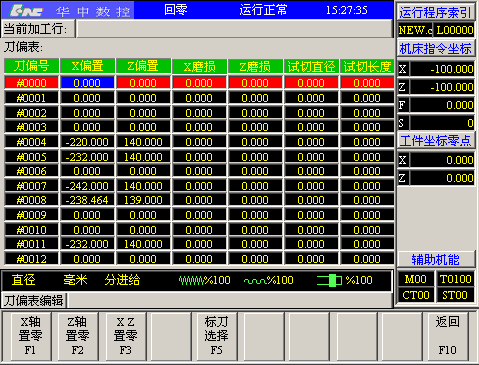 华中数控 回零 运行正常 15:27:35 运行程序索引
当前加工行: NEW.c L00000
刀偏表: 机床指令坐标
刀偏号 X偏置 Z偏置 X磨损 Z磨损 试切直径 试切长度 X -100.000
#0000 0.000 0.000 0.000 0.000 0.000 0.000 Z -100.000
#0001 0.000 0.000 0.000 0.000 0.000 0.000 F 0.000
#0002 0.000 0.000 0.000 0.000 0.000 0.000
#0003 0.000 0.000 0.000 0.000 0.000 0.000 S 0
#0004 -220.000 140.000 0.000 0.000 0.000 0.000 工件坐标零点
#0005 -232.000 140.000 0.000 0.000 0.000 0.000 X 0.000
#0006 0.000 0.000 0.000 0.000 0.000 0.000 Z 0.000
#0007 -242.000 140.000 0.000 0.000 0.000 0.000
#0008 -238.464 139.000 0.000 0.000 0.000 0.000
#0009 0.000 0.000 0.000 0.000 0.000 0.000
#0010 0.000 0.000 0.000 0.000 0.000 0.000
#0011 -232.000 140.000 0.000 0.000 0.000 0.000
#0012 0.000 0.000 0.000 0.000 0.000 0.000 辅助机能
直径 毫米 分进给 %100 %100 %100 M00 T0100
刀偏表编辑 CT00 ST00
X轴 Z轴 X Z 标刀 返回
置零 置零 置零 选择
F1 F2 F3 F5 F10